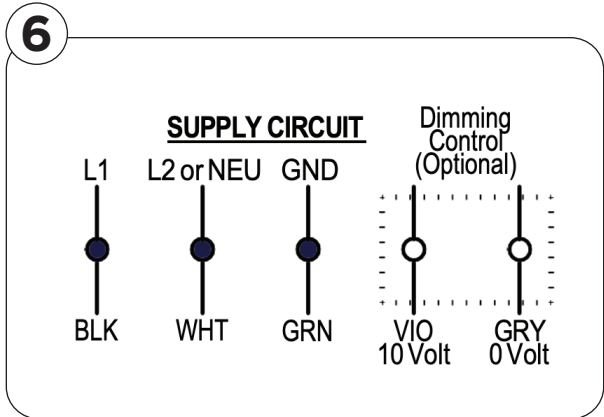 6
SUPPLY CIRCUIT
Dimming
Control
(Optional)
L1 L2 or NEU GND
BLK WHT GRN VIO GRY
10 Volt 0 Volt